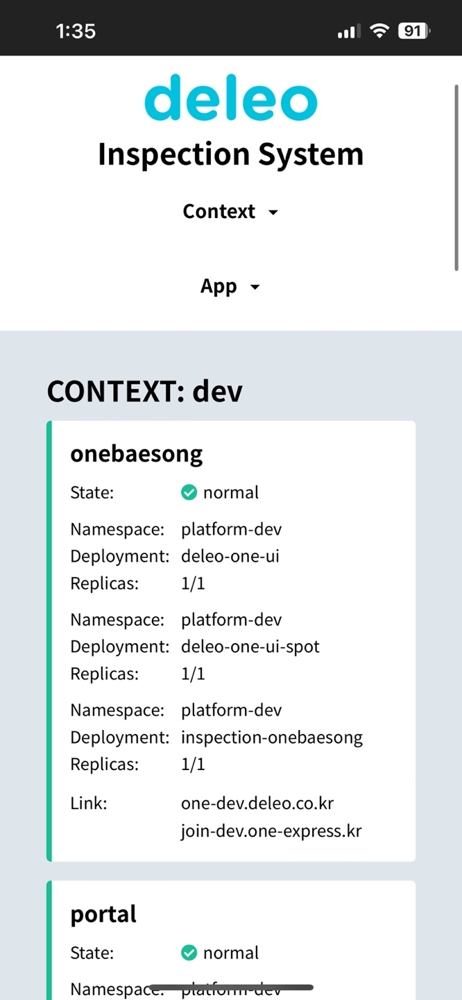 1:35
91
deleo
Inspection System
Context
App
CONTEXT: dev
onebaesong
State: normal
Namespace: platform-dev
Deployment: deleo-one-ui
Replicas: 1/1
Namespace: platform-dev
Deployment: deleo-one-ui-spot
Replicas: 1/1
Namespace: platform-dev
Deployment: inspection-onebaesong
Replicas: 1/1
Link: one-dev.deleo.co.kr
join-dev.one-express.kr
portal
State: normal
Namespace: platform-dev